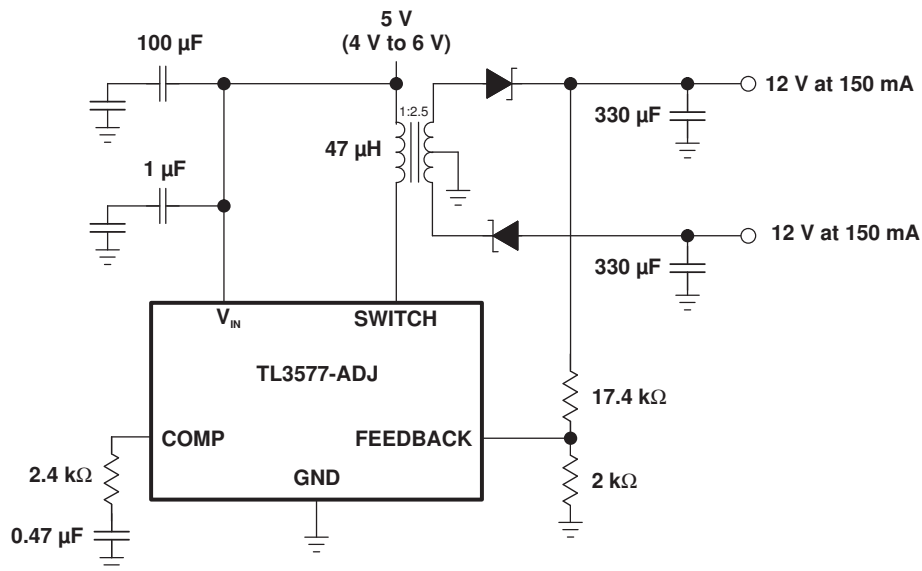 5 V
(4 V to 6 V)
100 µF
12 V at 150 mA
1:2.5
330 µF
47 µH
1 µF
12 V at 150 mA
330 µF
VIN
SWITCH
TL3577-ADJ
17.4 kΩ
COMP
FEEDBACK
2.4 kΩ
GND
2 kΩ
0.47 µF